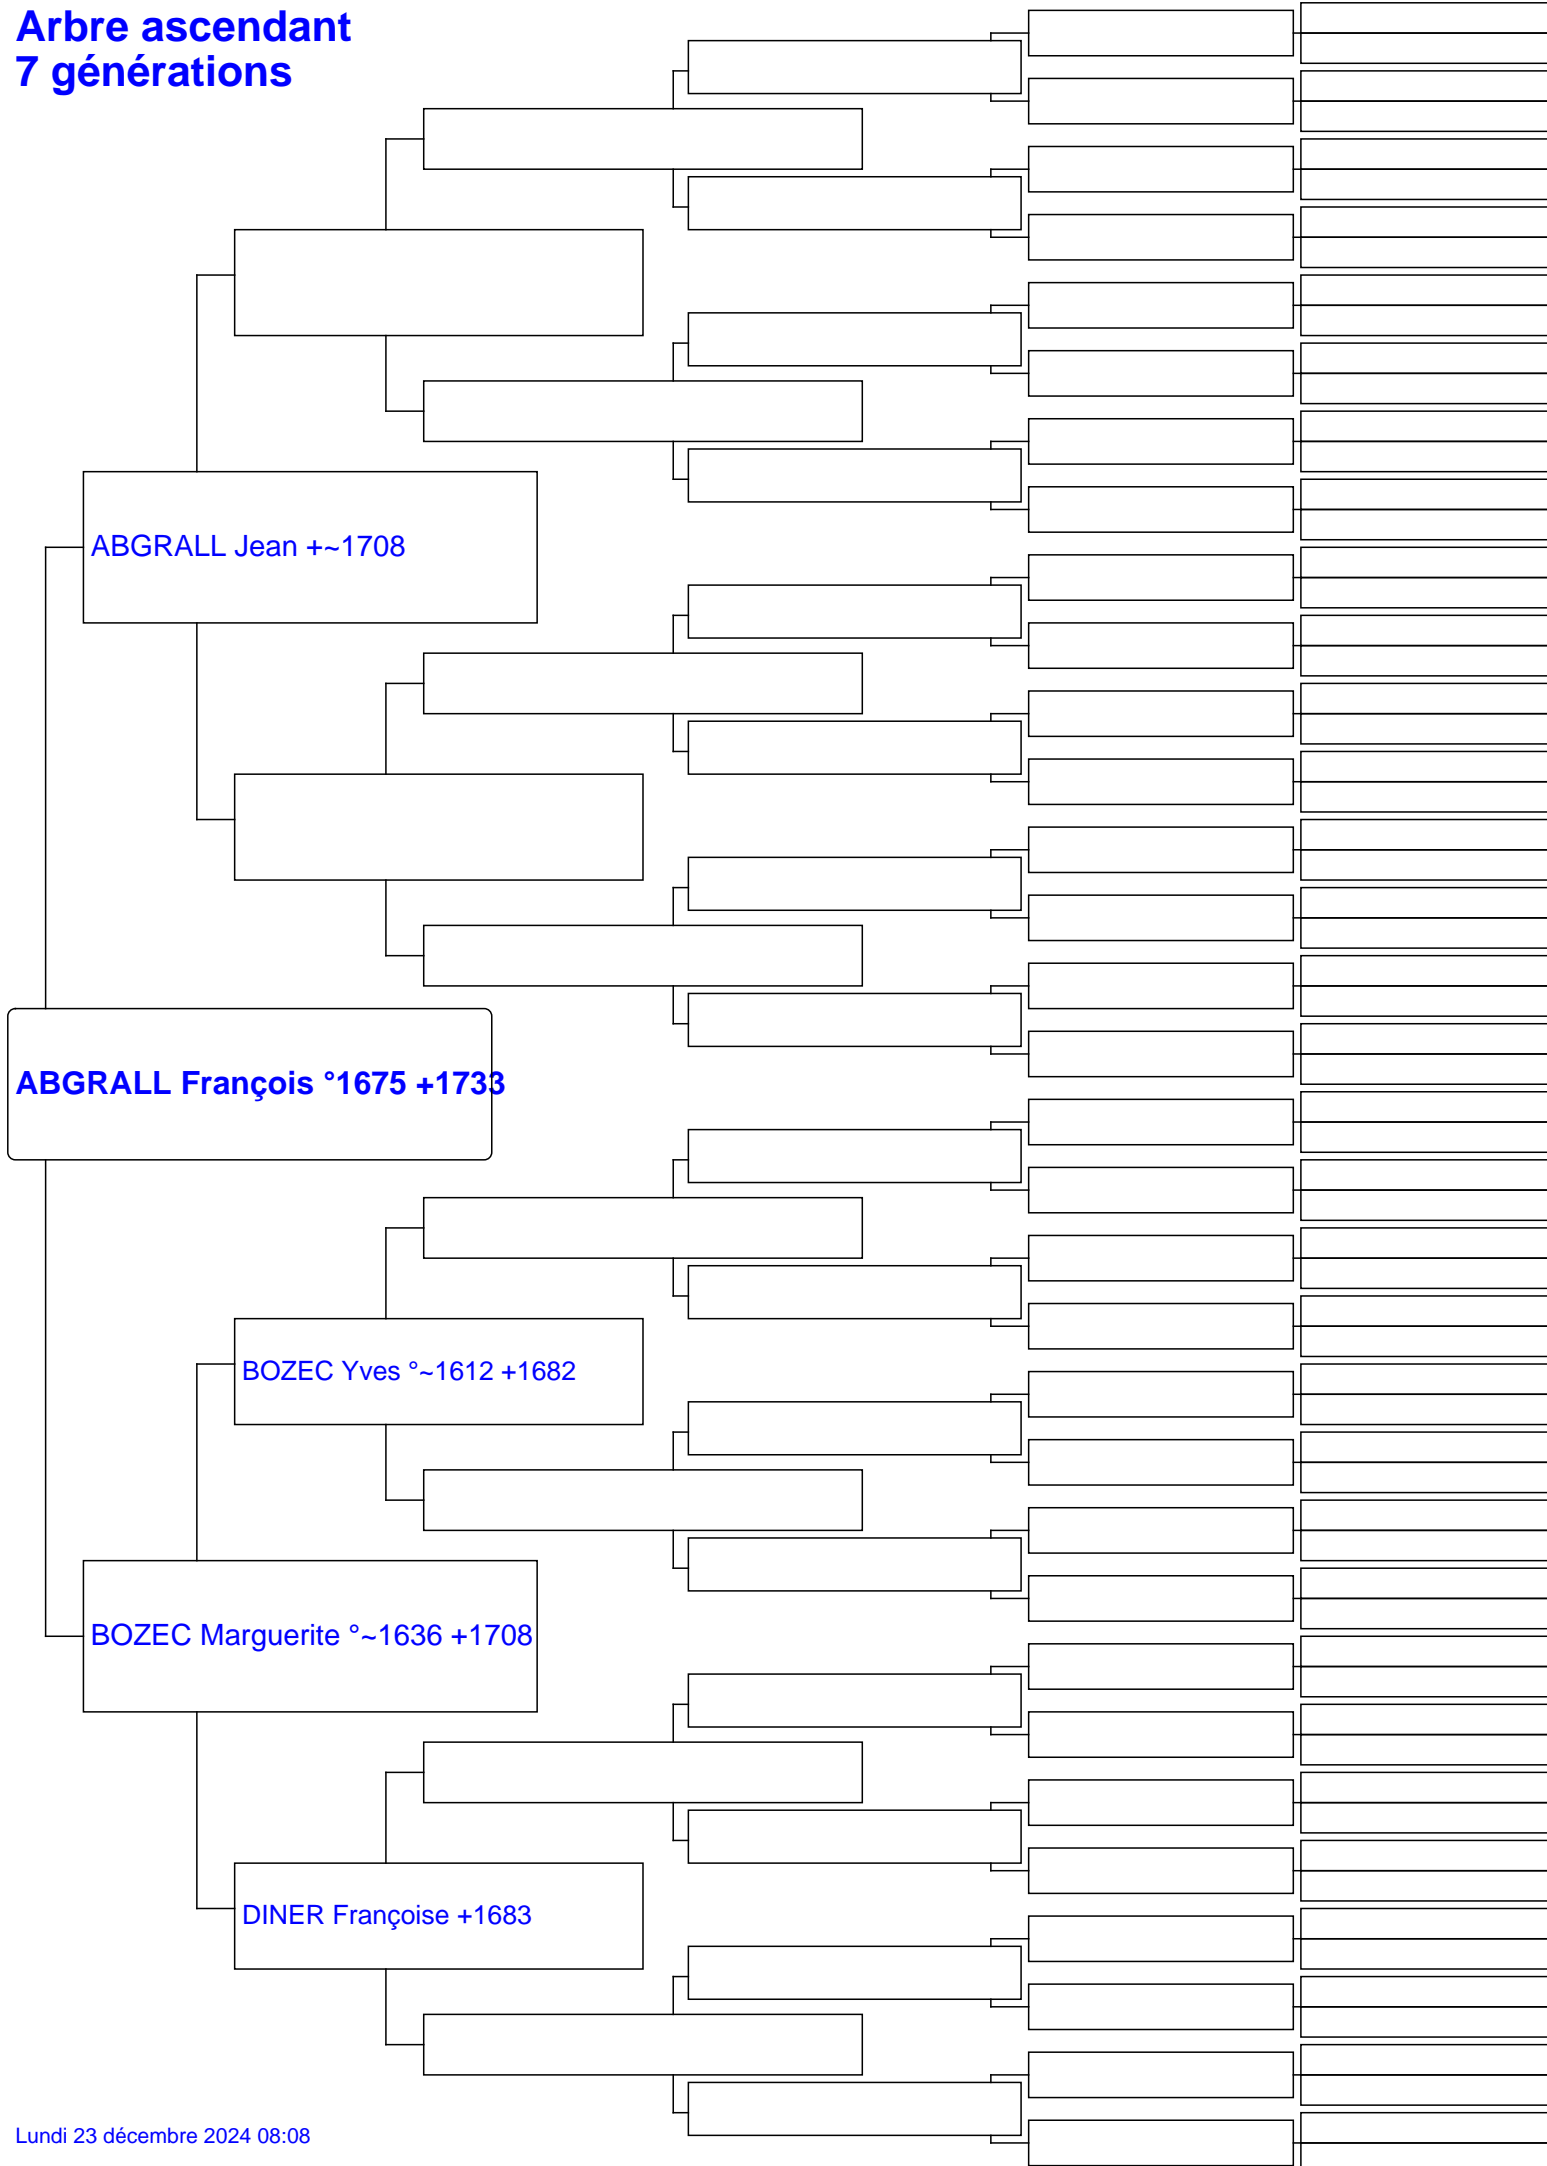 Arbre ascendant
7 générations
ABGRALL Jean +~1708
ABGRALL François °1675 +1733
BOZEC Yves °~1612 +1682
BOZEC Marguerite °~1636 +1708
DINER Françoise +1683
Lundi 23 décembre 2024 08:08